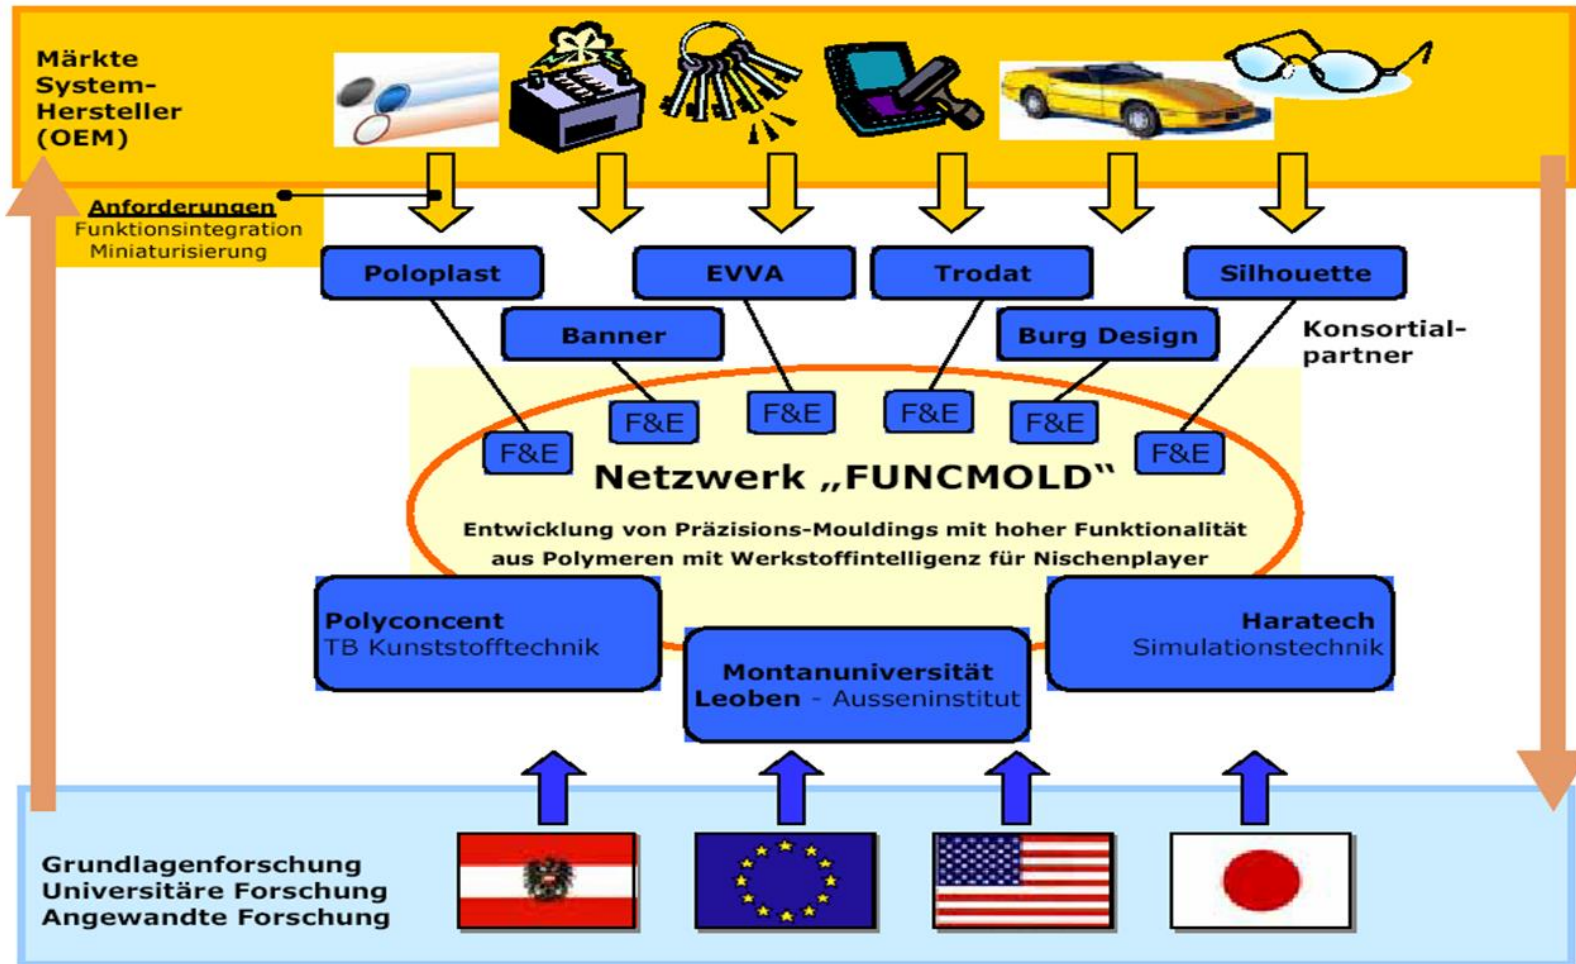 Märkte
System-
Hersteller
(OEM)
Anforderungen
Funktionsintegration
Miniaturisierung
Poloplast
EVVA
Trodat
Silhouette
Banner
Burg Design
Konsortial-
partner
F&E
F&E
F&E
F&E
F&E
F&E
Netzwerk „FUNCMOLD“
Entwicklung von Präzisions-Mouldings mit hoher Funktionalität
aus Polymeren mit Werkstoffintelligenz für Nischenplayer
Polyconcent
TB Kunststofftechnik
Montanuniversität
Leoben - Ausseninstitut
Haratech
Simulationstechnik
Grundlagenforschung
Universitäre Forschung
Angewandte Forschung